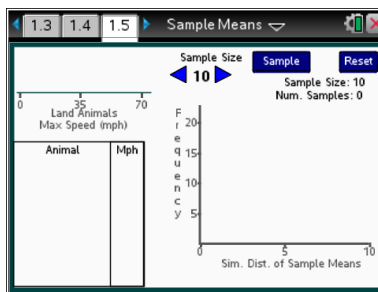 1.3 1.4 1.5 Sample Means
Sample Size
10
Sample
Reset
Sample Size: 10
Num. Samples: 0
0 35 70
Land Animals
Max Speed (mph)
Animal Mph
Frequency
20
15
10
5
0 5 10
Sim. Dist. of Sample Means